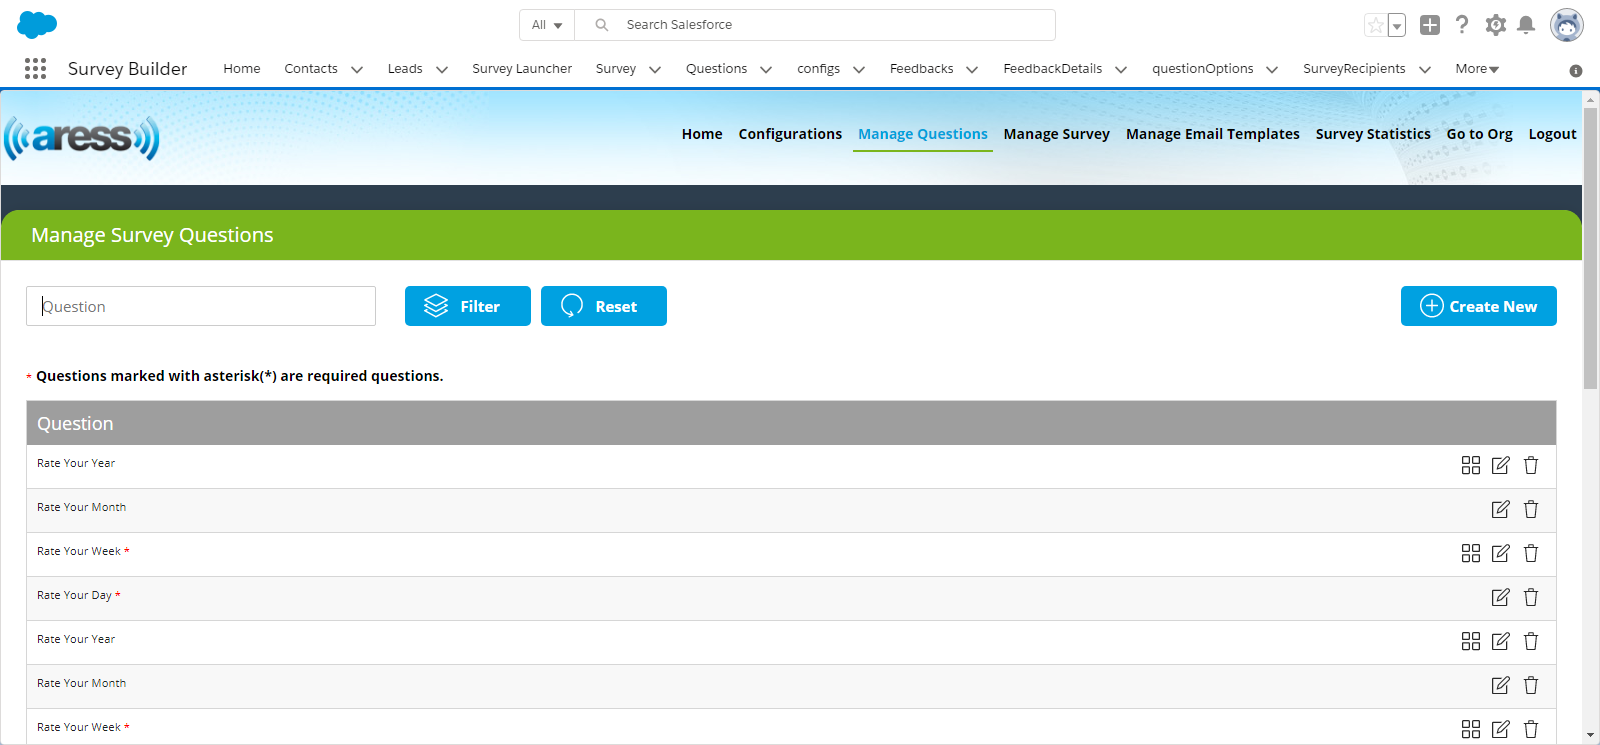 All
Search Salesforce
Survey Builder Home Contacts Leads Survey Launcher Survey Questions configs Feedbacks FeedbackDetails questionOptions SurveyRecipients More
aress
Home Configurations Manage Questions Manage Survey Manage Email Templates Survey Statistics Go to Org Logout
Manage Survey Questions
Question Filter Reset Create New
* Questions marked with asterisk(*) are required questions.
Question
Rate Your Year
Rate Your Month
Rate Your Week *
Rate Your Day *
Rate Your Year
Rate Your Month
Rate Your Week *